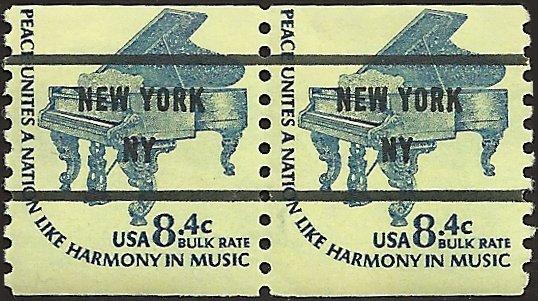 PEACE UNITES A NATION LIKE HARMONY IN MUSIC
NEW YORK
NY
USA 8.4c
BULK RATE
PEACE UNITES A NATION LIKE HARMONY IN MUSIC
NEW YORK
NY
USA 8.4c
BULK RATE